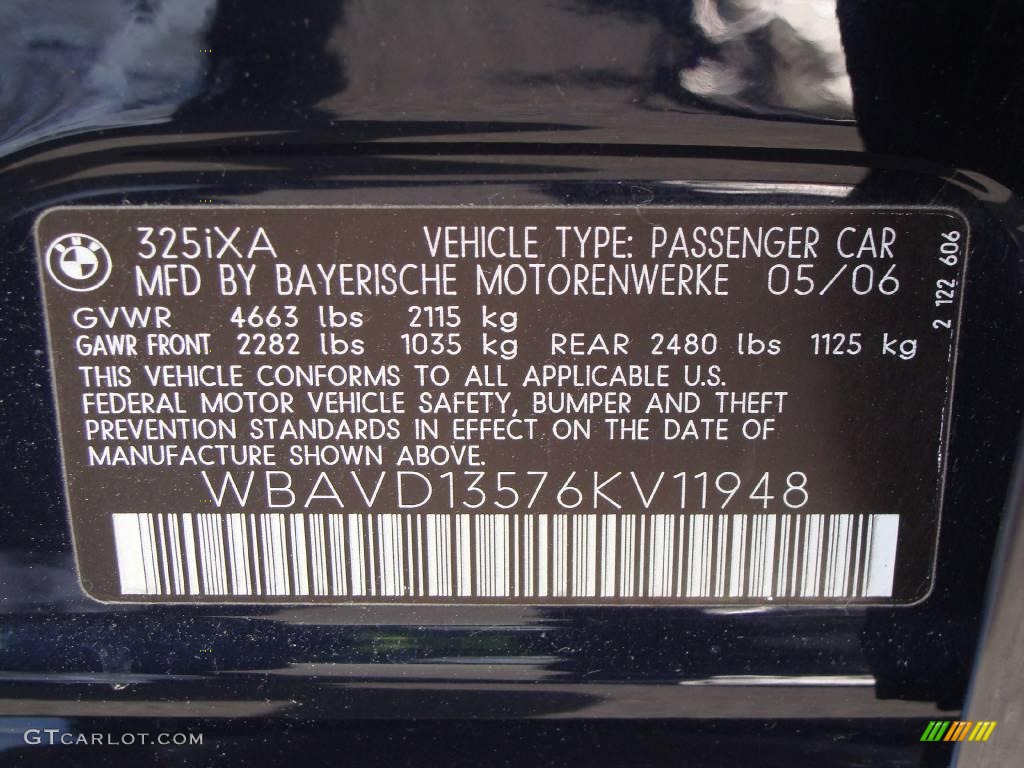 325iXA VEHICLE TYPE: PASSENGER CAR
MFD BY BAYERISCHE MOTORENWERKE 05/06
GVWR 4663 lbs 2115 kg
GAWR FRONT 2282 lbs 1035 kg REAR 2480 lbs 1125 kg
THIS VEHICLE CONFORMS TO ALL APPLICABLE U.S.
FEDERAL MOTOR VEHICLE SAFETY, BUMPER AND THEFT
PREVENTION STANDARDS IN EFFECT ON THE DATE OF
MANUFACTURE SHOWN ABOVE.
WBAVD13576KV11948
2 122 606
GTCARLOT.COM